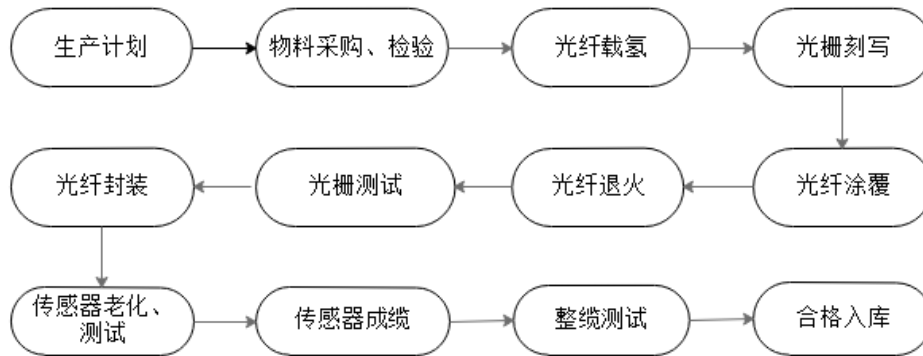 生产计划
物料采购、检验
光纤载氢
光栅刻写
光纤涂覆
光纤退火
光栅测试
光纤封装
传感器老化、
测试
传感器成缆
整缆测试
合格入库